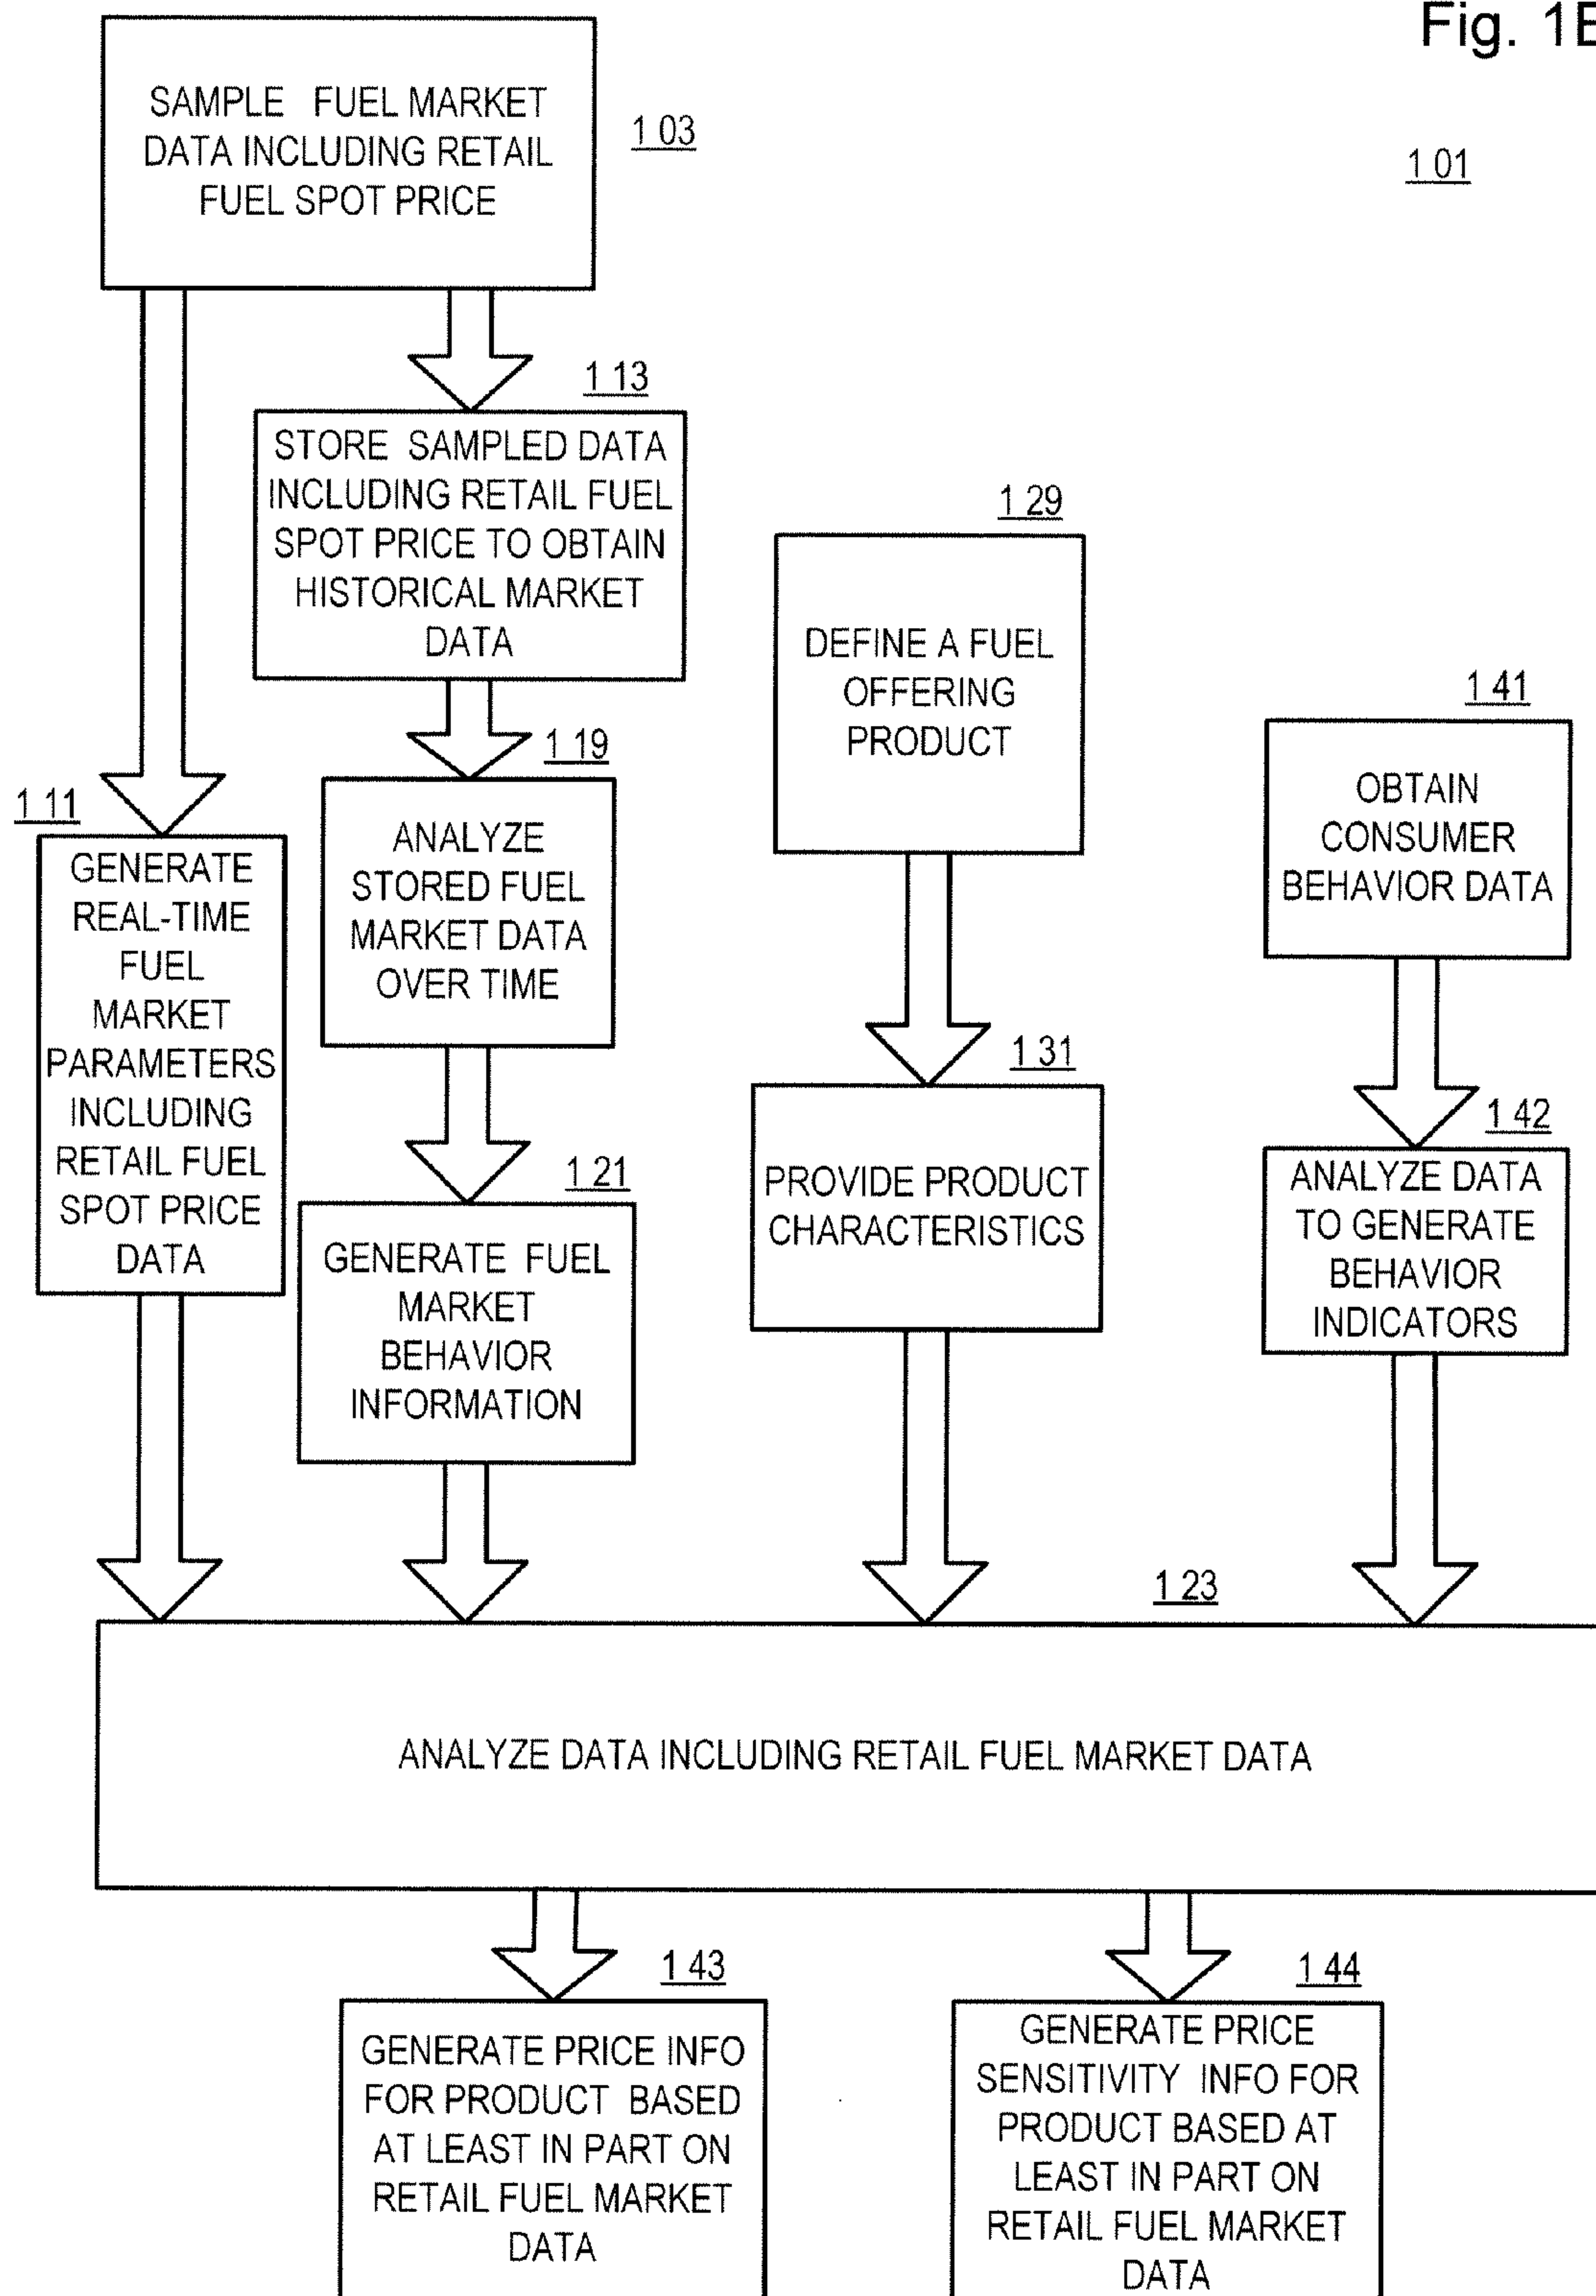 Fig. 1B
SAMPLE FUEL MARKET
DATA INCLUDING RETAIL
FUEL SPOT PRICE
103
101
113
STORE SAMPLED DATA
INCLUDING RETAIL FUEL
SPOT PRICE TO OBTAIN
HISTORICAL MARKET
DATA
129
DEFINE A FUEL
OFFERING
PRODUCT
141
OBTAIN
CONSUMER
BEHAVIOR DATA
119
ANALYZE
STORED FUEL
MARKET DATA
OVER TIME
111
GENERATE
REAL-TIME
FUEL
MARKET
PARAMETERS
INCLUDING
RETAIL FUEL
SPOT PRICE
DATA
121
GENERATE FUEL
MARKET
BEHAVIOR
INFORMATION
131
PROVIDE PRODUCT
CHARACTERISTICS
142
ANALYZE DATA
TO GENERATE
BEHAVIOR
INDICATORS
123
ANALYZE DATA INCLUDING RETAIL FUEL MARKET DATA
143
GENERATE PRICE INFO
FOR PRODUCT BASED
AT LEAST IN PART ON
RETAIL FUEL MARKET
DATA
144
GENERATE PRICE
SENSITIVITY INFO FOR
PRODUCT BASED AT
LEAST IN PART ON
RETAIL FUEL MARKET
DATA